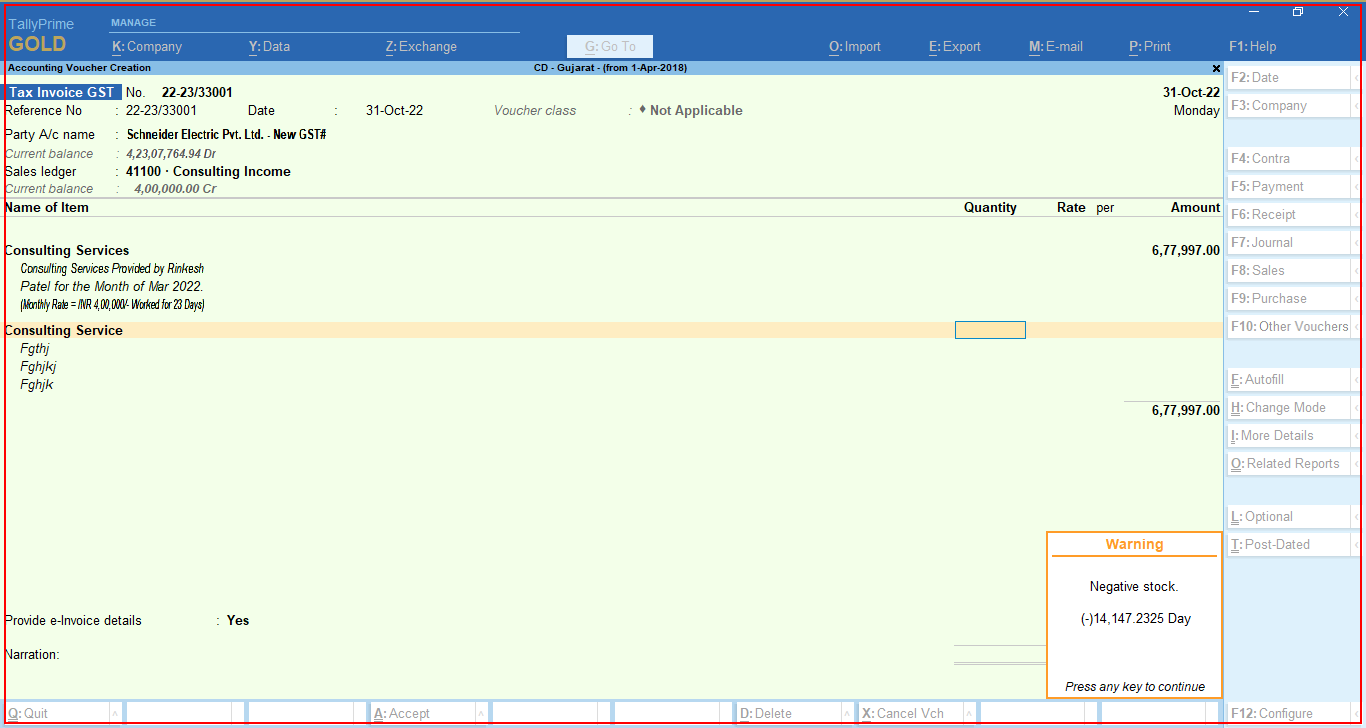 TallyPrime
GOLD
MANAGE
K: Company
Y: Data
Z: Exchange
G: Go To
O: Import
E: Export
M: E-mail
P: Print
F1: Help
Accounting Voucher Creation
CD - Gujarat - (from 1-Apr-2018)
Tax Invoice GST No. 22-23/33001
31-Oct-22
Reference No : 22-23/33001 Date : 31-Oct-22 Voucher class : ♦ Not Applicable
Monday
Party A/c name : Schneider Electric Pvt. Ltd. - New GST#
Current balance : 4,23,07,764.94 Dr
Sales ledger : 41100 · Consulting Income
Current balance : 4,00,000.00 Cr
Name of Item Quantity Rate per Amount
Consulting Services 6,77,997.00
Consulting Services Provided by Rinkesh
Patel for the Month of Mar 2022.
(Monthly Rate = INR 4,00,000/- Worked for 23 Days)
Consulting Service
Fgthj
Fghjkj
Fghjk
6,77,997.00
Provide e-Invoice details : Yes
Narration:
Warning
Negative stock.
(-)14,147.2325 Day
Press any key to continue
F2: Date
F3: Company
F4: Contra
F5: Payment
F6: Receipt
F7: Journal
F8: Sales
F9: Purchase
F10: Other Vouchers
F: Autofill
H: Change Mode
I: More Details
O: Related Reports
L: Optional
T: Post-Dated
Q: Quit
A: Accept
D: Delete
X: Cancel Vch
F12: Configure